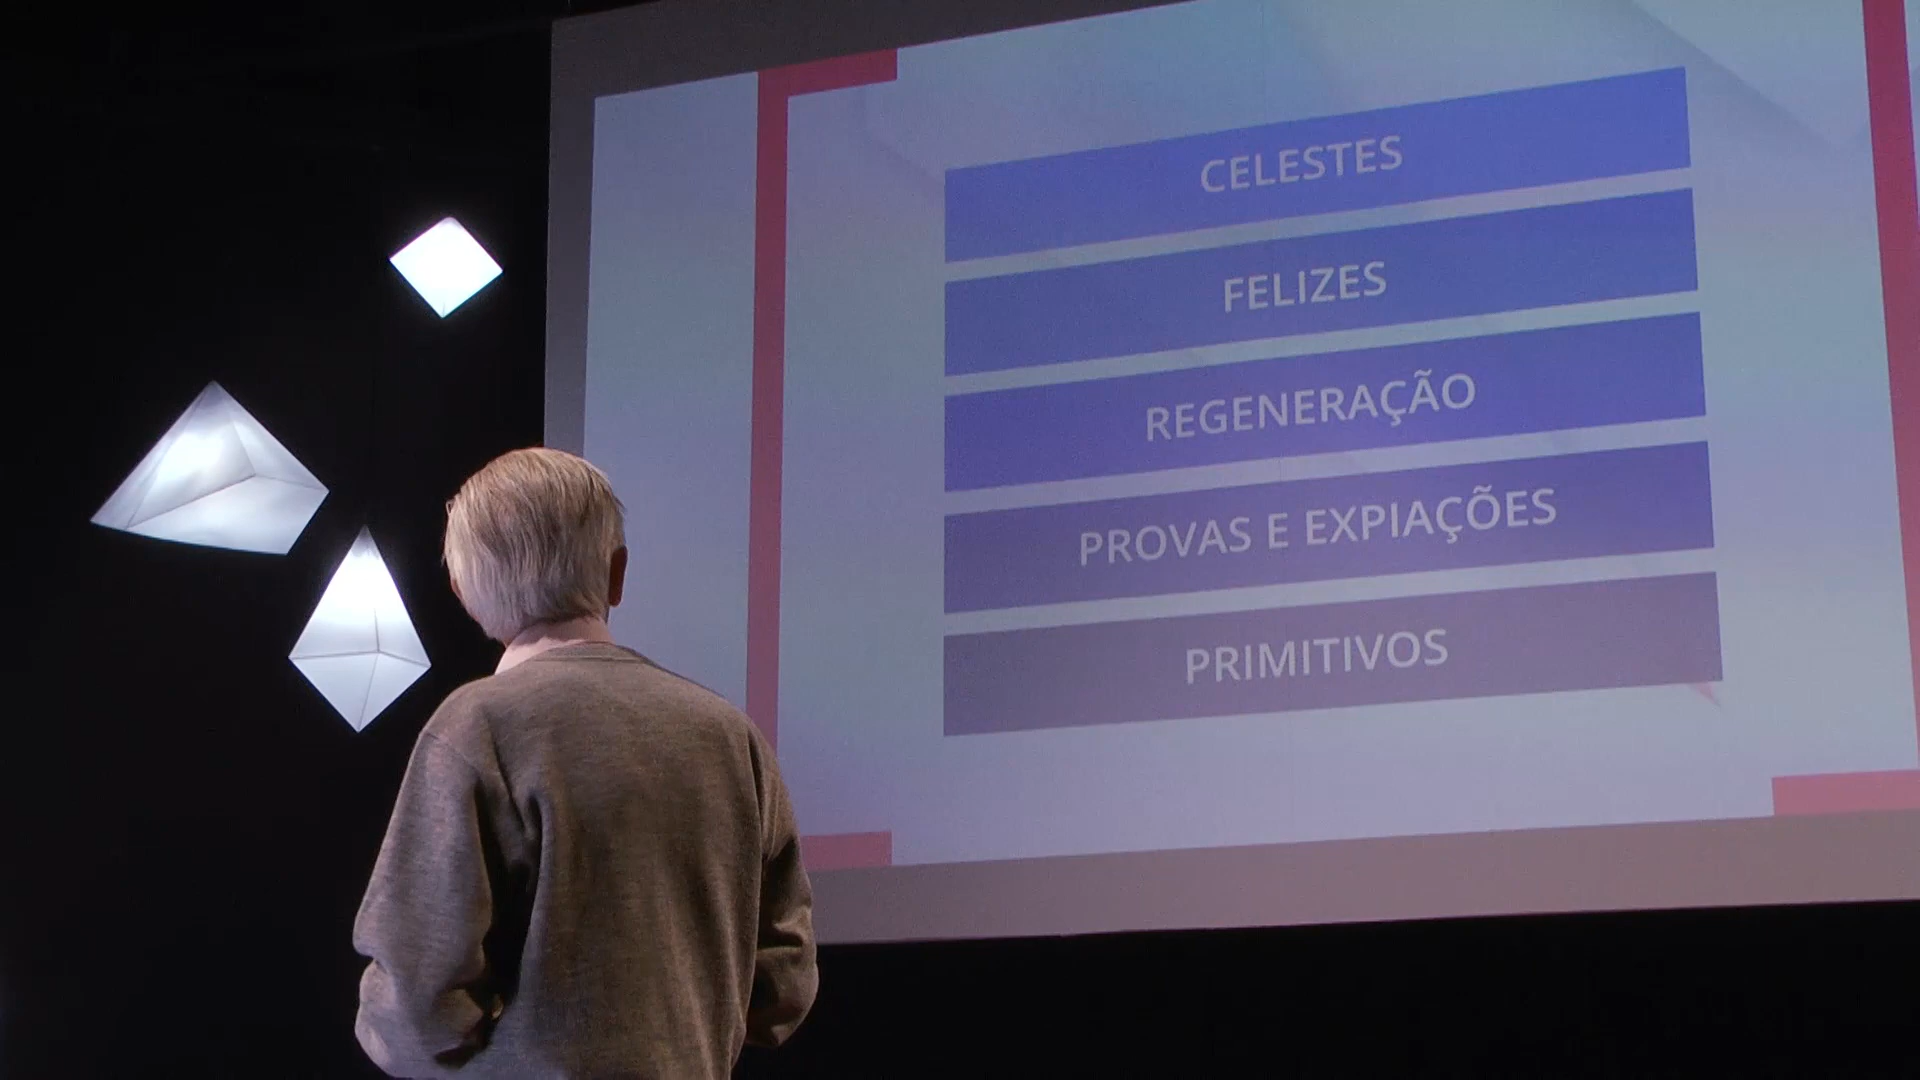 CELESTES
FELIZES
REGENERAÇÃO
PROVAS E EXPIAÇÕES
PRIMITIVOS